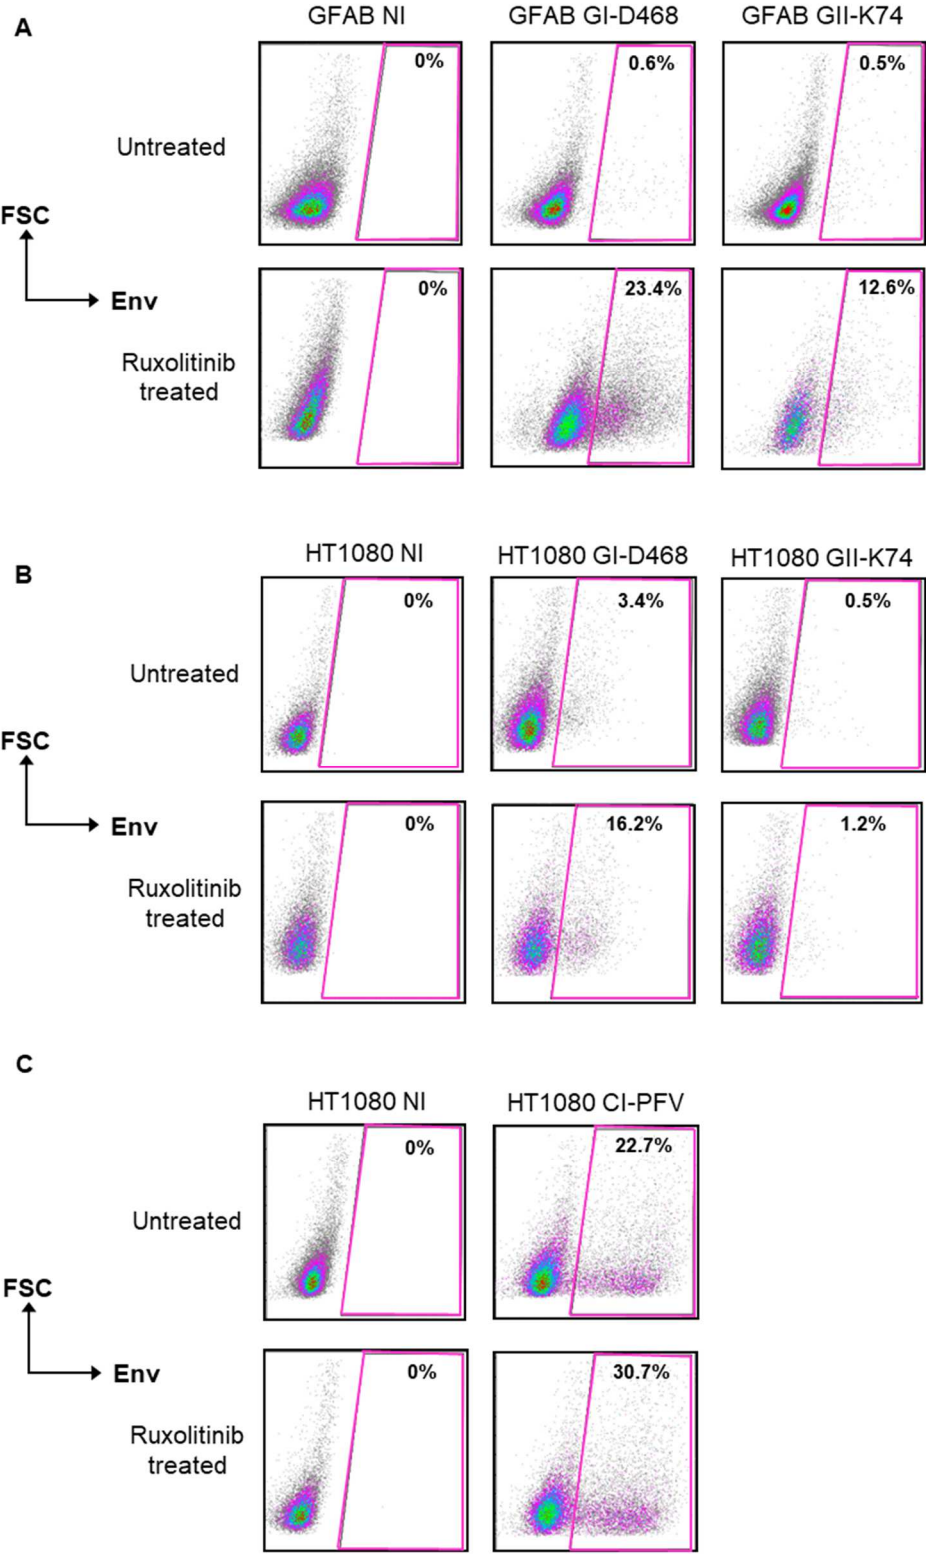 A
GFAB NI
GFAB GI-D468
GFAB GII-K74
Untreated
0%
0.6%
0.5%
FSC
Env
Ruxolitinib
treated
0%
23.4%
12.6%
B
HT1080 NI
HT1080 GI-D468
HT1080 GII-K74
Untreated
0%
3.4%
0.5%
FSC
Env
Ruxolitinib
treated
0%
16.2%
1.2%
C
HT1080 NI
HT1080 CI-PFV
Untreated
0%
22.7%
FSC
Env
Ruxolitinib
treated
0%
30.7%